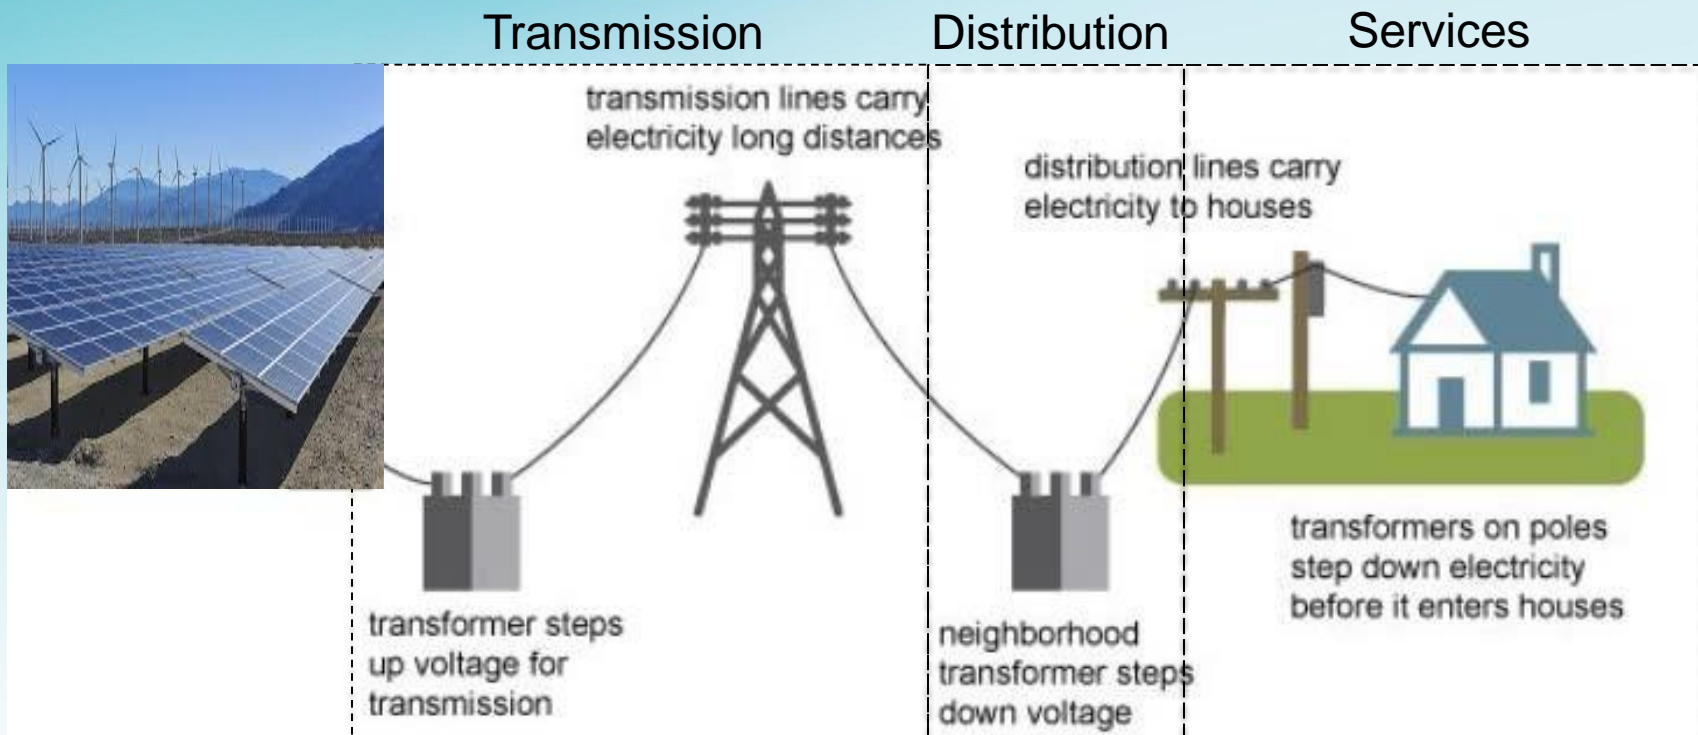 Transmission
Distribution
Services
transmission lines carry
electricity long distances
distribution lines carry
electricity to houses
transformer steps
up voltage for
transmission
neighborhood
transformer steps
down voltage
transformers on poles
step down electricity
before it enters houses